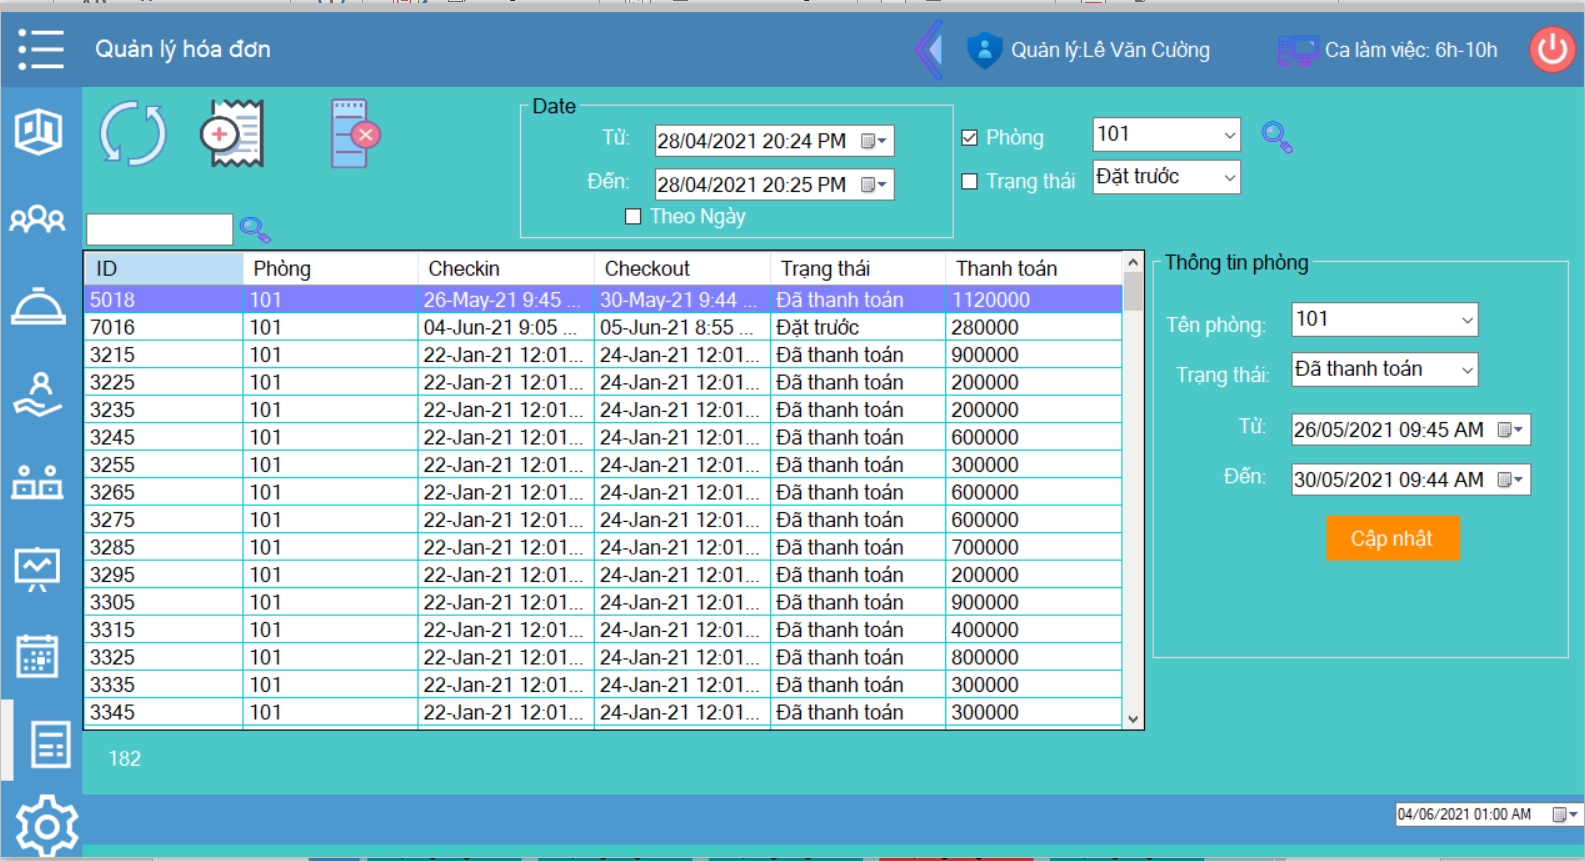 Quản lý hóa đơn
Quản lý:Lê Văn Cường
Ca làm việc: 6h-10h
Date
Từ: 28/04/2021 20:24 PM
Đến: 28/04/2021 20:25 PM
Theo Ngày
Phòng 101
Trạng thái Đặt trước
ID Phòng Checkin Checkout Trạng thái Thanh toán
5018 101 26-May-21 9:45 ... 30-May-21 9:44 ... Đã thanh toán 1120000
7016 101 04-Jun-21 9:05 ... 05-Jun-21 8:55 ... Đặt trước 280000
3215 101 22-Jan-21 12:01... 24-Jan-21 12:01... Đã thanh toán 900000
3225 101 22-Jan-21 12:01... 24-Jan-21 12:01... Đã thanh toán 200000
3235 101 22-Jan-21 12:01... 24-Jan-21 12:01... Đã thanh toán 200000
3245 101 22-Jan-21 12:01... 24-Jan-21 12:01... Đã thanh toán 600000
3255 101 22-Jan-21 12:01... 24-Jan-21 12:01... Đã thanh toán 300000
3265 101 22-Jan-21 12:01... 24-Jan-21 12:01... Đã thanh toán 600000
3275 101 22-Jan-21 12:01... 24-Jan-21 12:01... Đã thanh toán 600000
3285 101 22-Jan-21 12:01... 24-Jan-21 12:01... Đã thanh toán 700000
3295 101 22-Jan-21 12:01... 24-Jan-21 12:01... Đã thanh toán 200000
3305 101 22-Jan-21 12:01... 24-Jan-21 12:01... Đã thanh toán 900000
3315 101 22-Jan-21 12:01... 24-Jan-21 12:01... Đã thanh toán 400000
3325 101 22-Jan-21 12:01... 24-Jan-21 12:01... Đã thanh toán 800000
3335 101 22-Jan-21 12:01... 24-Jan-21 12:01... Đã thanh toán 300000
3345 101 22-Jan-21 12:01... 24-Jan-21 12:01... Đã thanh toán 300000
182
Thông tin phòng
Tên phòng: 101
Trạng thái: Đã thanh toán
Từ: 26/05/2021 09:45 AM
Đến: 30/05/2021 09:44 AM
Cập nhật
04/06/2021 01:00 AM